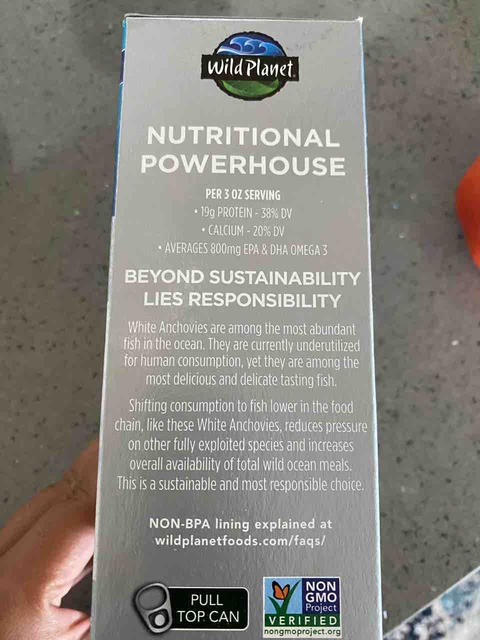 Wild Planet
NUTRITIONAL
POWERHOUSE
PER 3 OZ SERVING
• 19g PROTEIN - 38% DV
• CALCIUM - 20% DV
• AVERAGES 800mg EPA & DHA OMEGA 3
BEYOND SUSTAINABILITY
LIES RESPONSIBILITY
White Anchovies are among the most abundant
fish in the ocean. They are currently underutilized
for human consumption, yet they are among the
most delicious and delicate tasting fish.
Shifting consumption to fish lower in the food
chain, like these White Anchovies, reduces pressure
on other fully exploited species and increases
overall availability of total wild ocean meals.
This is a sustainable and most responsible choice.
NON-BPA lining explained at
wildplanetfoods.com/faqs/
PULL
TOP CAN
NON
GMO
Project
VERIFIED
nongmoproject.org